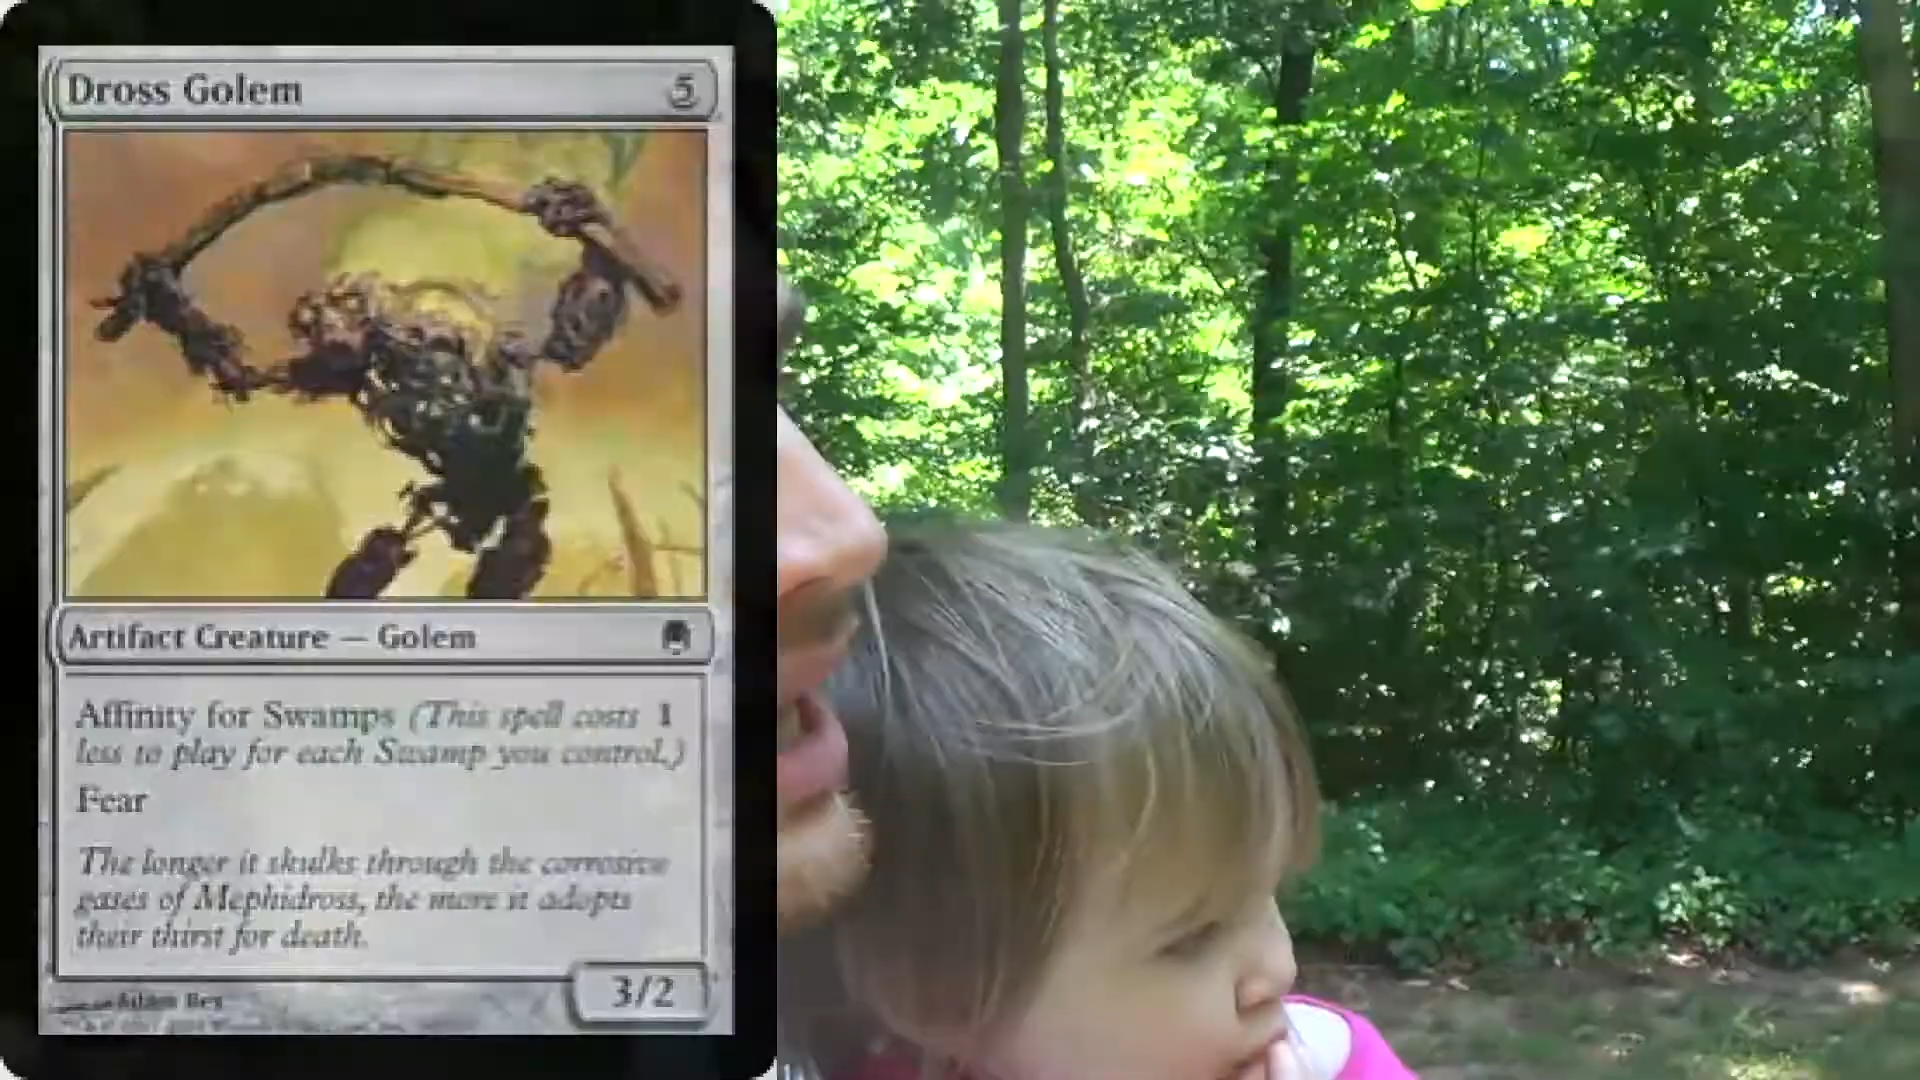 Dross Golem 5
Artifact Creature — Golem
Affinity for Swamps (This spell costs 1
less to play for each Swamp you control.)
Fear
The longer it skulks through the corrosive
gases of Mephidross, the more it adopts
their thirst for death.
Adam Rex
3/2